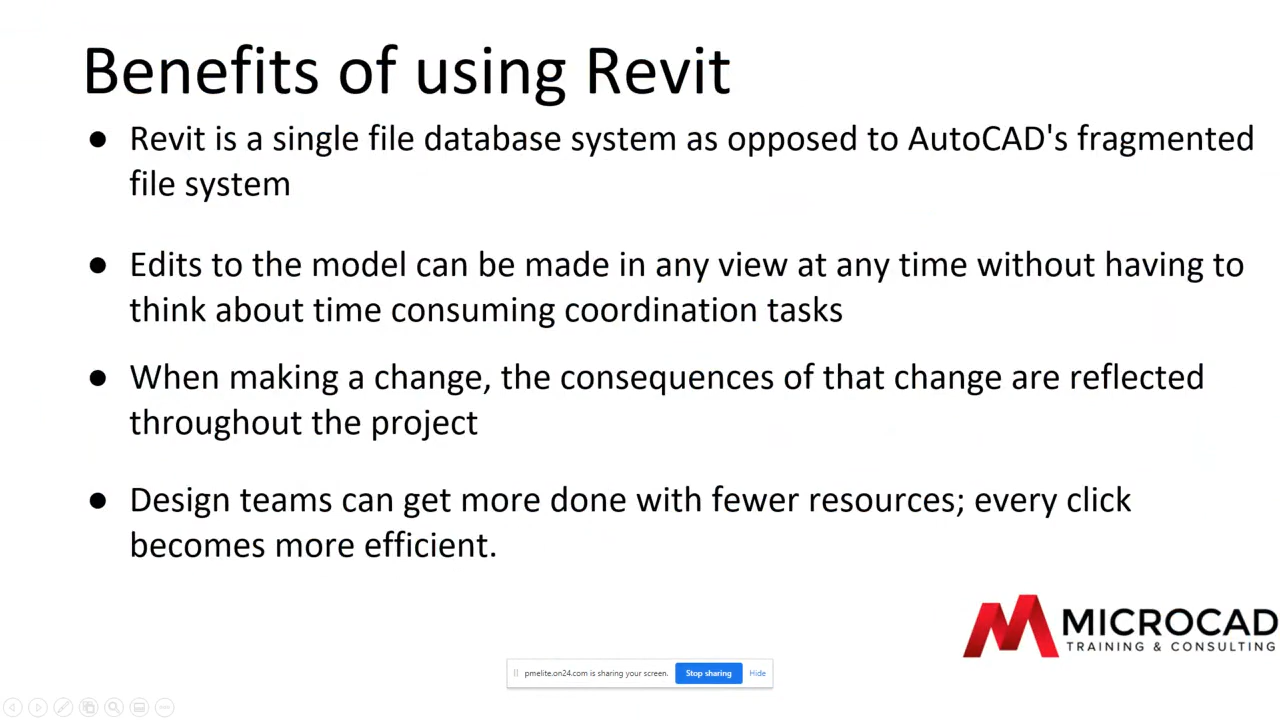 Benefits of using Revit
● Revit is a single file database system as opposed to AutoCAD's fragmented
file system
● Edits to the model can be made in any view at any time without having to
think about time consuming coordination tasks
● When making a change, the consequences of that change are reflected
throughout the project
● Design teams can get more done with fewer resources; every click
becomes more efficient.
MICROCAD
TRAINING & CONSULTING
pmelite.on24.com is sharing your screen. Stop sharing Hide